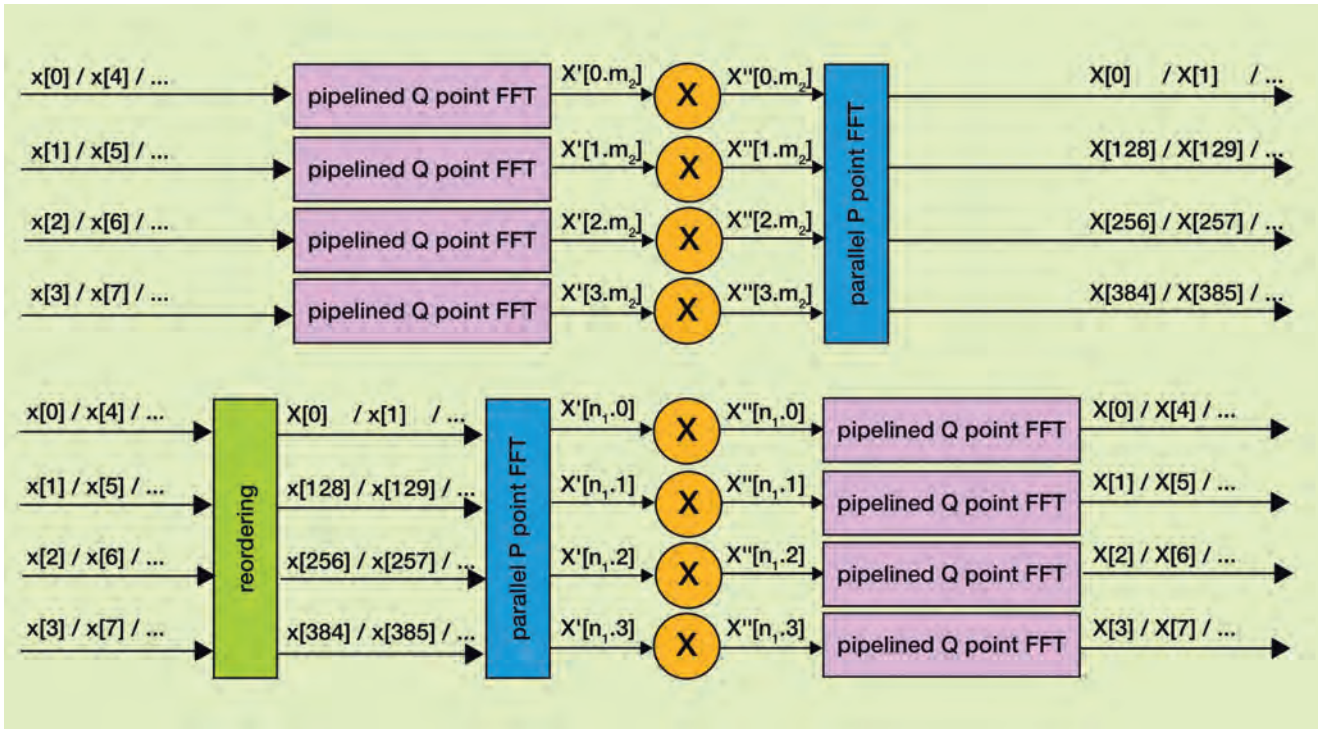 x[0] / x[4] / ... pipelined Q point FFT X'[0.m₂] X X''[0.m₂] X[0] / X[1] / ...
x[1] / x[5] / ... pipelined Q point FFT X'[1.m₂] X X''[1.m₂] X[128] / X[129] / ...
x[2] / x[6] / ... pipelined Q point FFT X'[2.m₂] X X''[2.m₂] X[256] / X[257] / ...
x[3] / x[7] / ... pipelined Q point FFT X'[3.m₂] X X''[3.m₂] X[384] / X[385] / ...
parallel P point FFT
x[0] / x[4] / ... X[0] / x[1] / ... X'[n₁.0] X X''[n₁.0] pipelined Q point FFT X[0] / X[4] / ...
x[1] / x[5] / ... x[128] / x[129] / ... X'[n₁.1] X X''[n₁.1] pipelined Q point FFT X[1] / X[5] / ...
x[2] / x[6] / ... x[256] / x[257] / ... X'[n₁.2] X X''[n₁.2] pipelined Q point FFT X[2] / X[6] / ...
x[3] / x[7] / ... x[384] / x[385] / ... X'[n₁.3] X X''[n₁.3] pipelined Q point FFT X[3] / X[7] / ...
reordering
parallel P point FFT